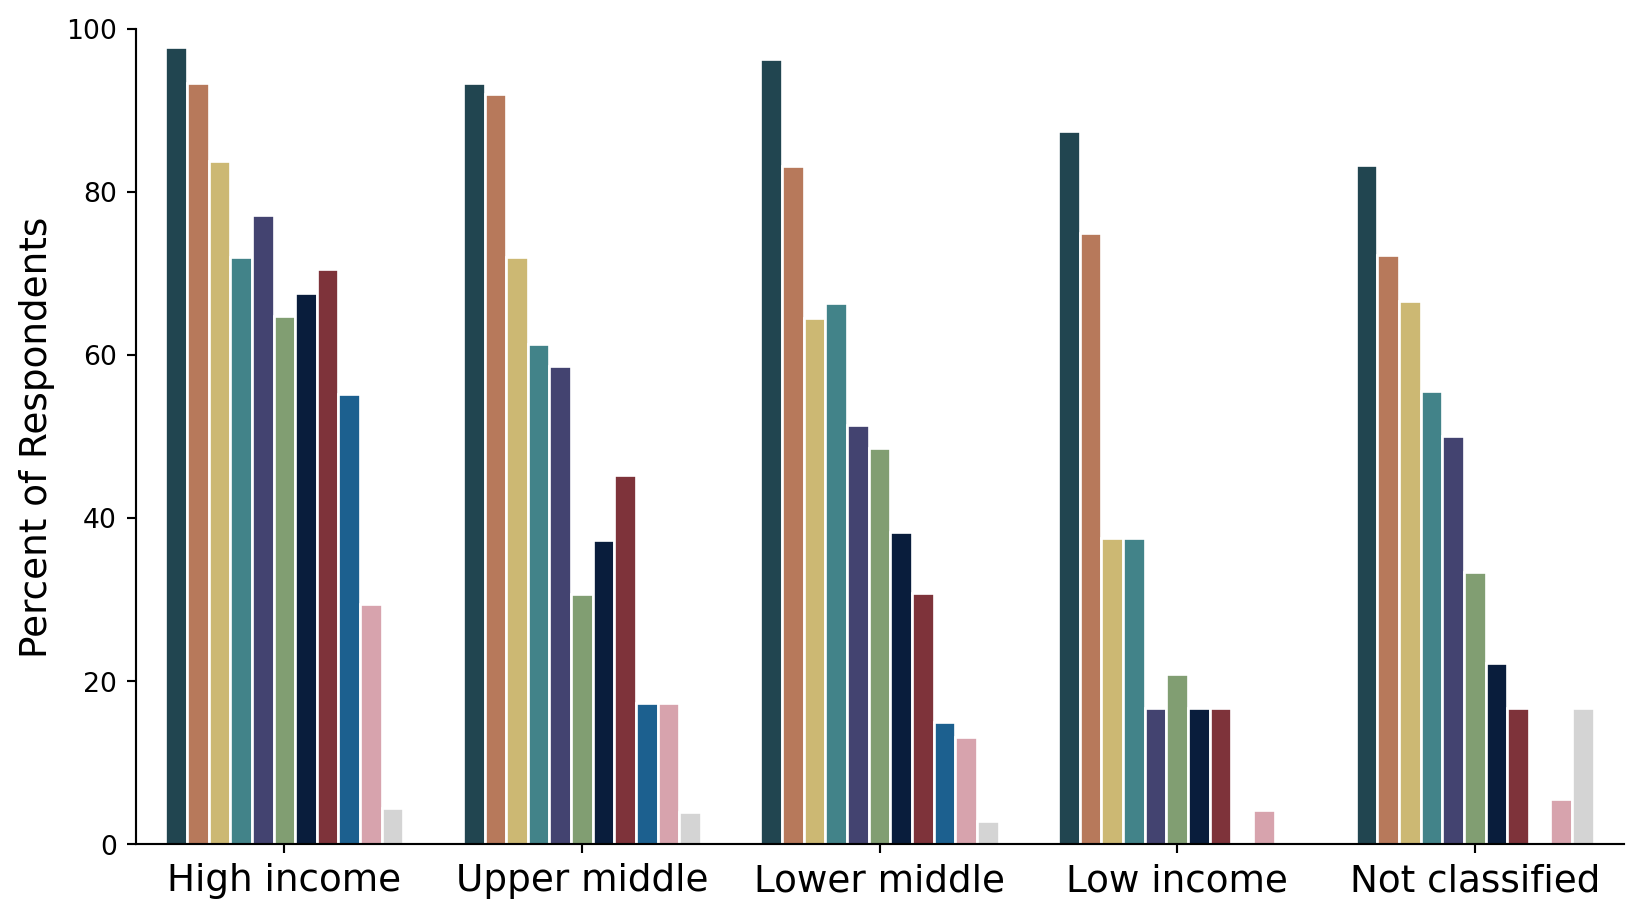 100
80
60
40
20
0
Percent of Respondents
High income
Upper middle
Lower middle
Low income
Not classified